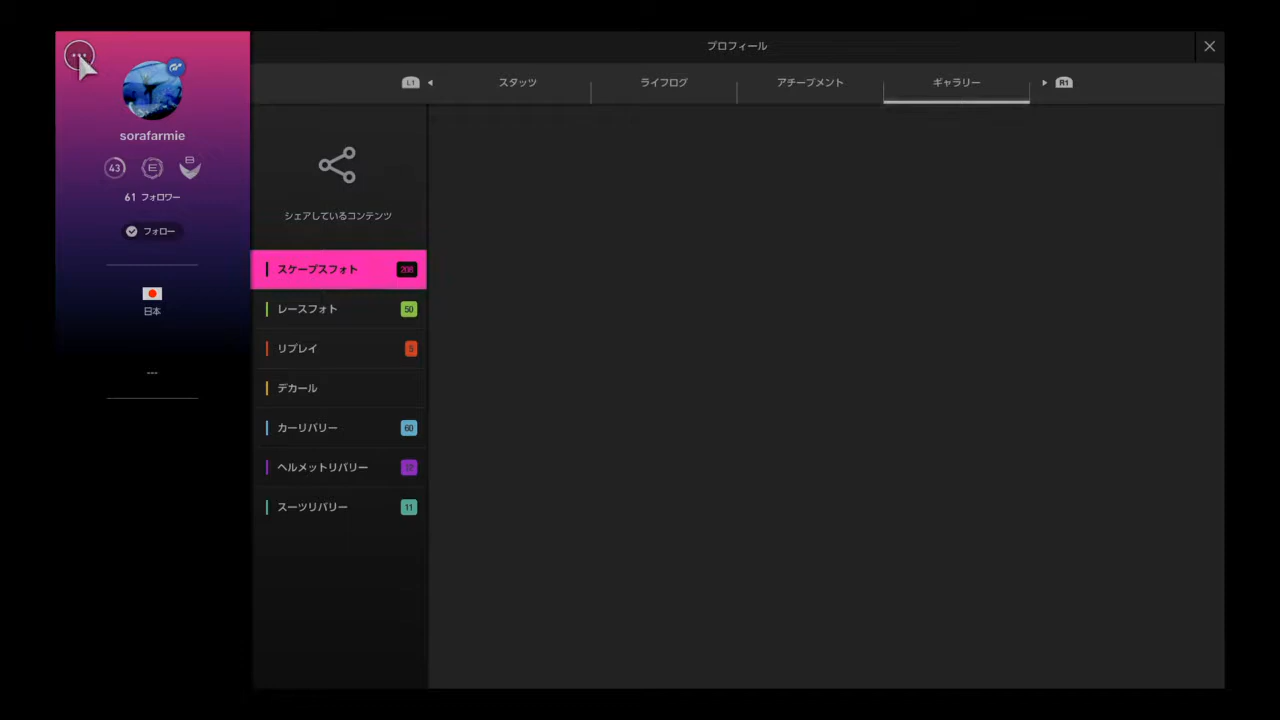 プロフィール
L1
スタッツ
ライフログ
アチーブメント
ギャラリー
R1
sorafarmie
43
E
B
61 フォロワー
フォロー
日本
---
シェアしているコンテンツ
スケープスフォト 208
レースフォト 50
リプレイ 5
デカール
カーリバリー 60
ヘルメットリバリー
スーツリバリー 11